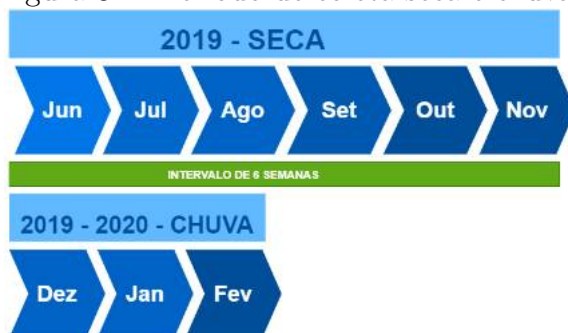 2019 - SECA
Jun Jul Ago Set Out Nov
INTERVALO DE 6 SEMANAS
2019 - 2020 - CHUVA
Dez Jan Fev